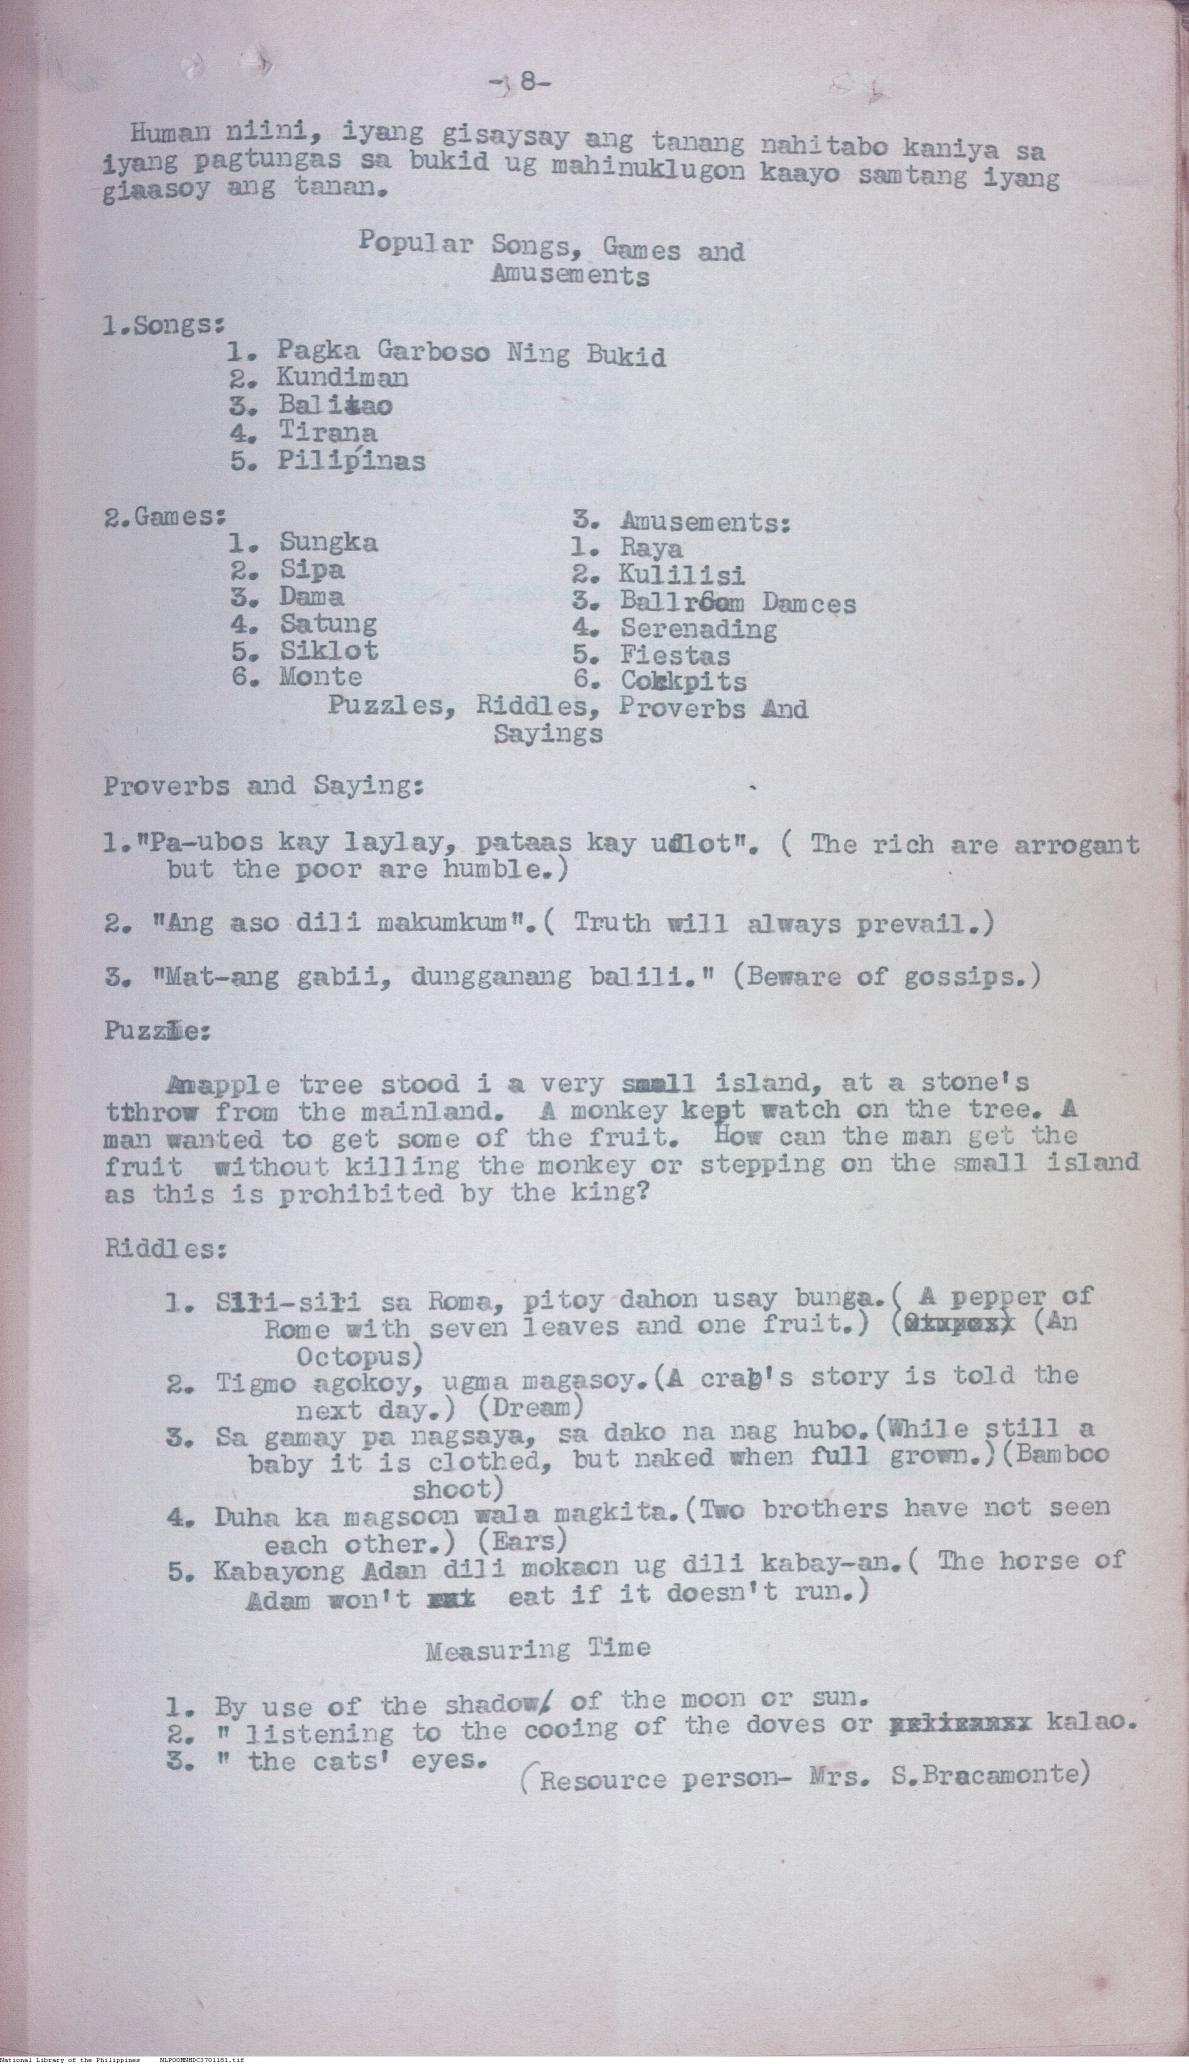 - 8-
Human niini, iyang gisaysay ang tanang nahitabo kaniya sa
iyang pagtungas sa bukid ug mahinuklugon kaayo samtang iyang
giaasoy ang tanan.
Popular Songs, Games and
Amusements
1.Songs:
1. Pagka Garboso Ning Bukid
2. Kundiman
3. Balitao
4. Tirana
5. Pilipinas
2.Games:
1. Sungka
2. Sipa
3. Dama
4. Satung
5. Siklot
6. Monte
3. Amusements:
1. Raya
2. Kulilisi
3. Ballroom Damces
4. Serenading
5. Fiestas
6. Cockpits
Puzzles, Riddles, Proverbs And
Sayings
Proverbs and Saying:
1."Pa-ubos kay laylay, pataas kay udlot". ( The rich are arrogant
but the poor are humble.)
2. "Ang aso dili makumkum".( Truth will always prevail.)
3. "Mat-ang gabii, dungganang balili." (Beware of gossips.)
Puzzle:
Anapple tree stood i a very small island, at a stone's
tthrow from the mainland. A monkey kept watch on the tree. A
man wanted to get some of the fruit. How can the man get the
fruit without killing the monkey or stepping on the small island
as this is prohibited by the king?
Riddles:
1. Sili-sili sa Roma, pitoy dahon usay bunga.( A pepper of
Rome with seven leaves and one fruit.) (An
Octopus)
2. Tigmo agokoy, ugma magasoy.(A crab's story is told the
next day.) (Dream)
3. Sa gamay pa nagsaya, sa dako na nag hubo.(While still a
baby it is clothed, but naked when full grown.)(Bamboo
shoot)
4. Duha ka magsoon wala magkita.(Two brothers have not seen
each other.) (Ears)
5. Kabayong Adan dili mokaon ug dili kabay-an.( The horse of
Adam won't eat if it doesn't run.)
Measuring Time
1. By use of the shadow/ of the moon or sun.
2. " listening to the cooing of the doves or kalao.
3. " the cats' eyes.
(Resource person- Mrs. S.Bracamonte)
National Library of the Philippines NLPOOMNHDC3701181.tif